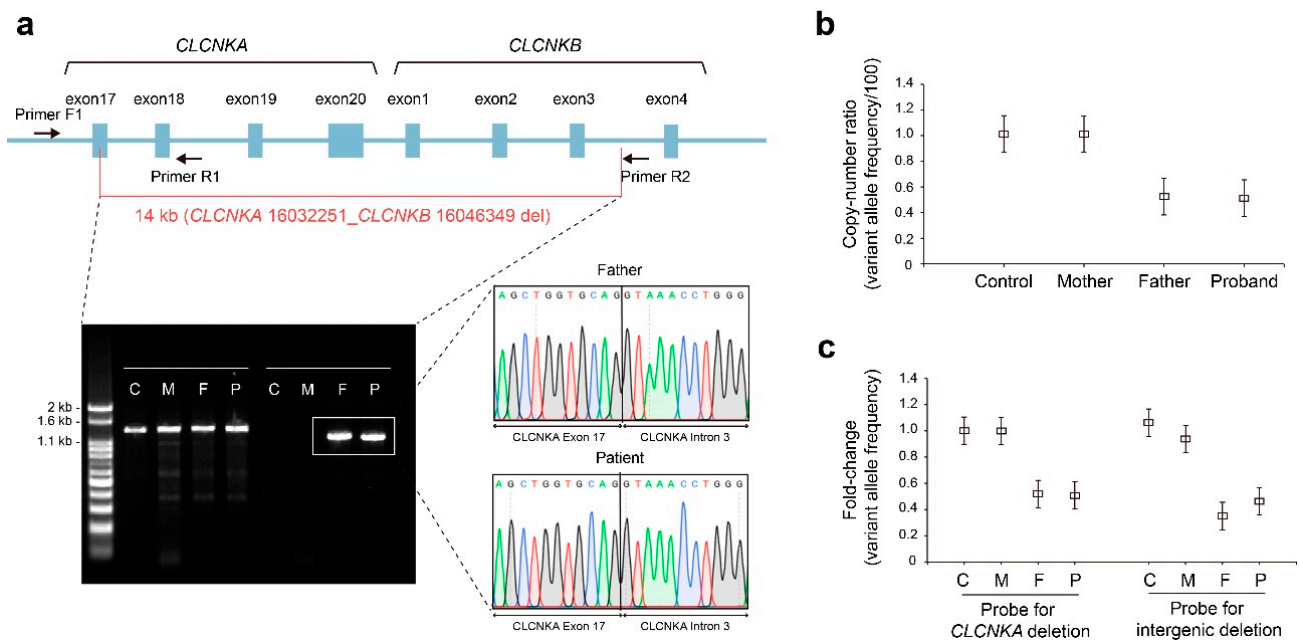 a
CLCNKA
CLCNKB
exon17 exon18 exon19 exon20 exon1 exon2 exon3 exon4
Primer F1
Primer R1
Primer R2
14 kb (CLCNKA 16032251_CLCNKB 16046349 del)
C M F P C M F P
2 kb -
1.6 kb -
1.1 kb -
Father
A G C T G G T G C A G G T A A A C C T G G G
CLCNKA Exon 17 CLCNKA Intron 3
Patient
A G C T G G T G C A G G T A A A C C T G G G
CLCNKA Exon 17 CLCNKA Intron 3
b
Copy-number ratio
(variant allele frequency/100)
1.4
1.2
1.0
0.8
0.6
0.4
0.2
0
Control Mother Father Proband
c
Fold-change
(variant allele frequency)
1.4
1.2
1.0
0.8
0.6
0.4
0.2
0
C M F P C M F P
Probe for
CLCNKA deletion
Probe for
intergenic deletion